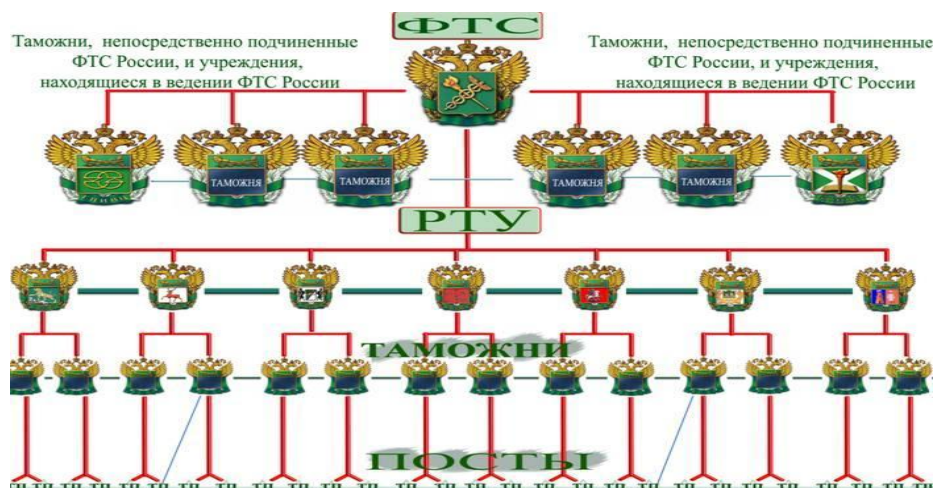 ФТС
Таможни, непосредственно подчиненные
ФТС России, и учреждения,
находящиеся в ведении ФТС России
Таможни, непосредственно подчиненные
ФТС России, и учреждения,
находящиеся в ведении ФТС России
ТАМОЖНЯ
ТАМОЖНЯ
ТАМОЖНЯ
ТАМОЖНЯ
РТУ
ТАМОЖНИ
ПОСТЫ